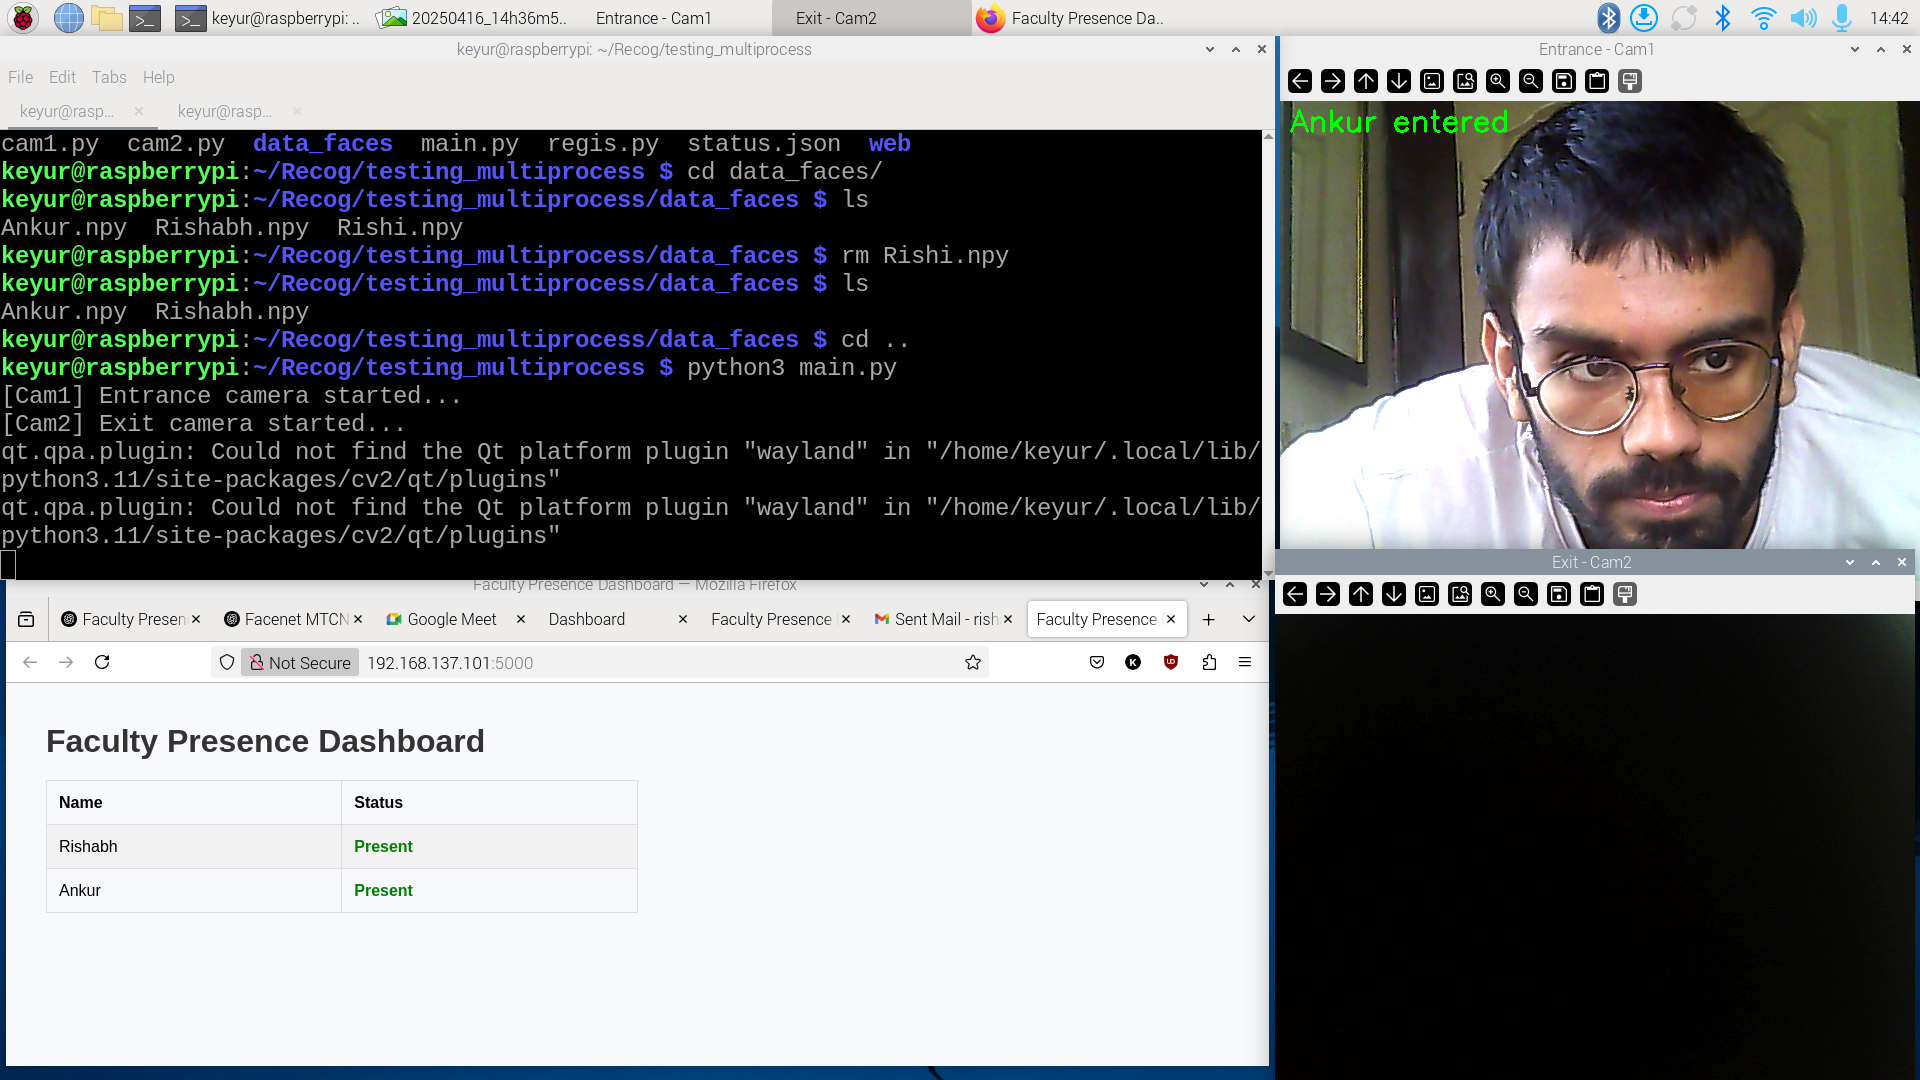 keyur@raspberrypi: ..
20250416_14h36m5..
Entrance - Cam1
Exit - Cam2
Faculty Presence Da..
14:42
keyur@raspberrypi: ~/Recog/testing_multiprocess
File Edit Tabs Help
keyur@rasp...
keyur@rasp...
cam1.py cam2.py data_faces main.py regis.py status.json web
keyur@raspberrypi:~/Recog/testing_multiprocess $ cd data_faces/
keyur@raspberrypi:~/Recog/testing_multiprocess/data_faces $ ls
Ankur.npy Rishabh.npy Rishi.npy
keyur@raspberrypi:~/Recog/testing_multiprocess/data_faces $ rm Rishi.npy
keyur@raspberrypi:~/Recog/testing_multiprocess/data_faces $ ls
Ankur.npy Rishabh.npy
keyur@raspberrypi:~/Recog/testing_multiprocess/data_faces $ cd ..
keyur@raspberrypi:~/Recog/testing_multiprocess $ python3 main.py
[Cam1] Entrance camera started...
[Cam2] Exit camera started...
qt.qpa.plugin: Could not find the Qt platform plugin "wayland" in "/home/keyur/.local/lib/
python3.11/site-packages/cv2/qt/plugins"
qt.qpa.plugin: Could not find the Qt platform plugin "wayland" in "/home/keyur/.local/lib/
python3.11/site-packages/cv2/qt/plugins"
Entrance - Cam1
Ankur entered
Exit - Cam2
Faculty Presence Dashboard — Mozilla Firefox
Faculty Presen
Facenet MTCN
Google Meet
Dashboard
Faculty Presence
Sent Mail - rish
Faculty Presence
Not Secure
192.168.137.101:5000
Faculty Presence Dashboard
Name Status
Rishabh Present
Ankur Present